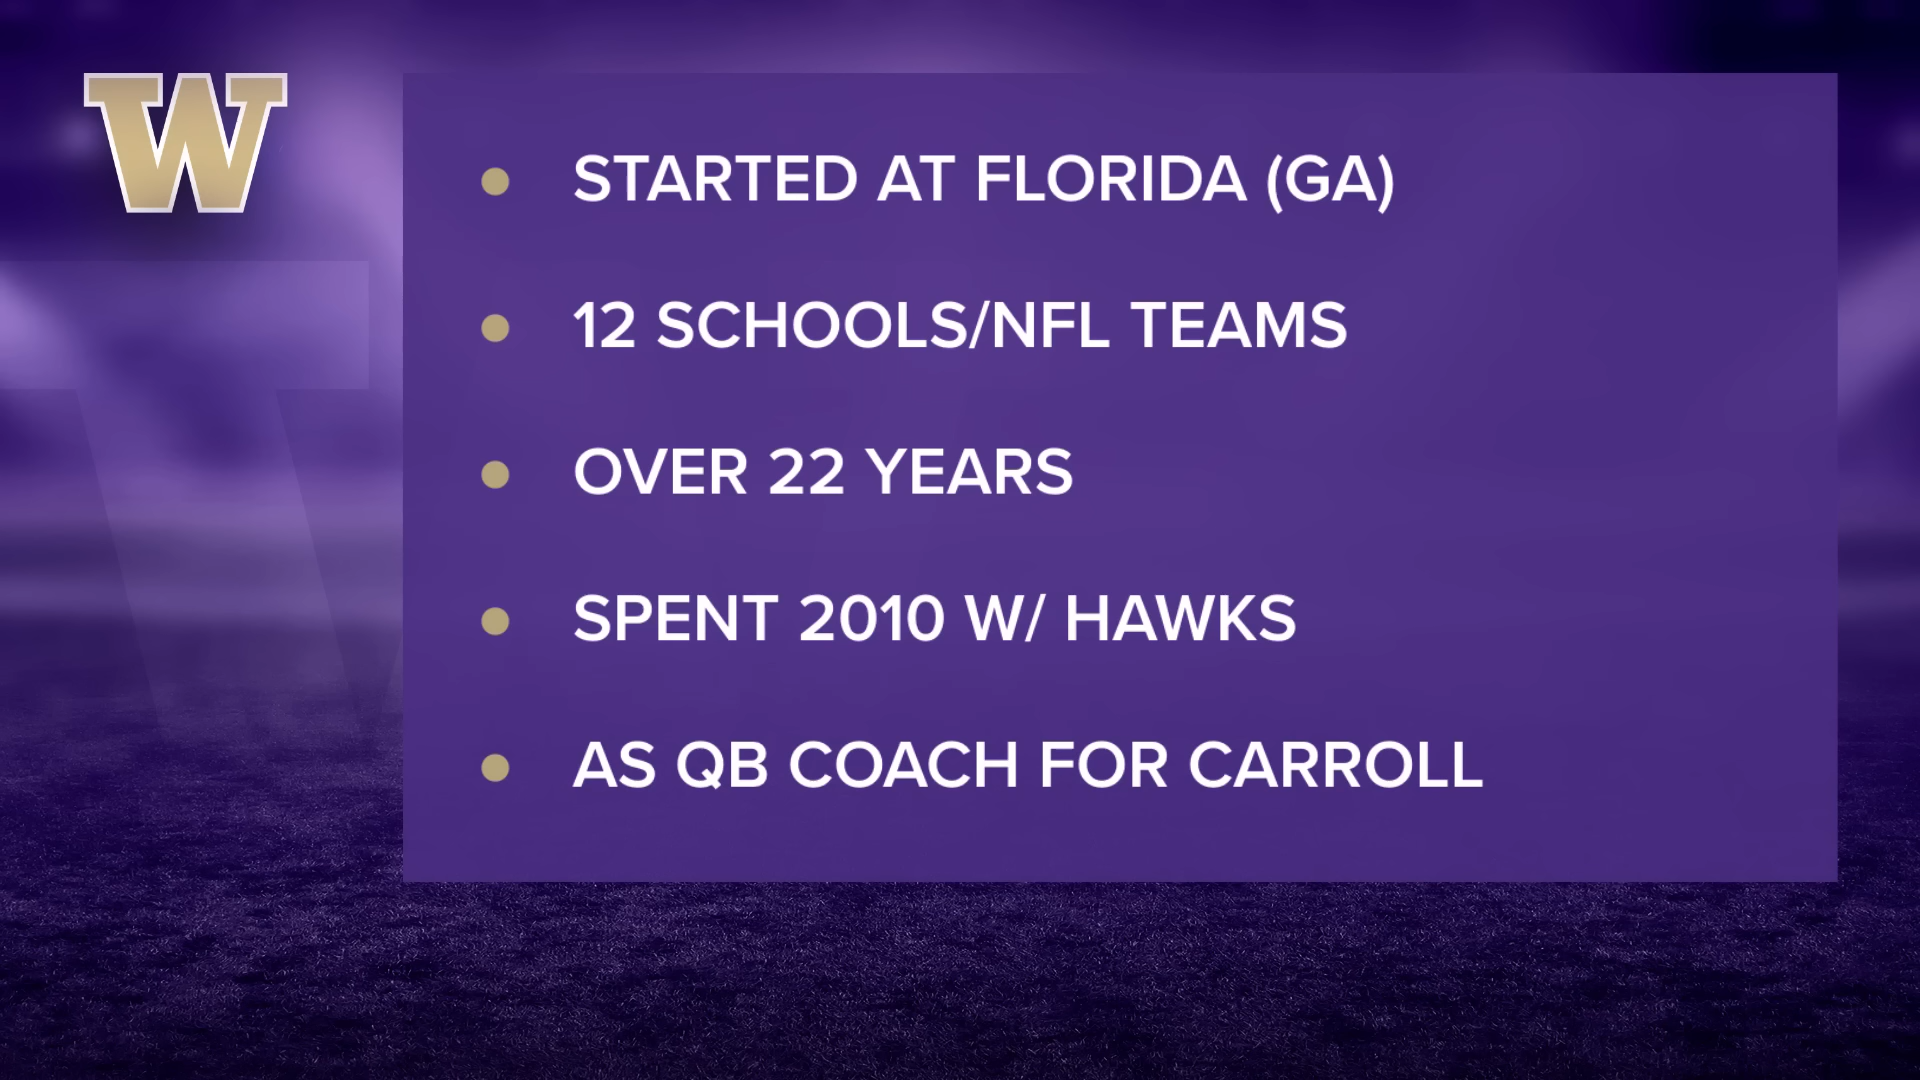 W
STARTED AT FLORIDA (GA)
12 SCHOOLS/NFL TEAMS
OVER 22 YEARS
SPENT 2010 W/ HAWKS
AS QB COACH FOR CARROLL